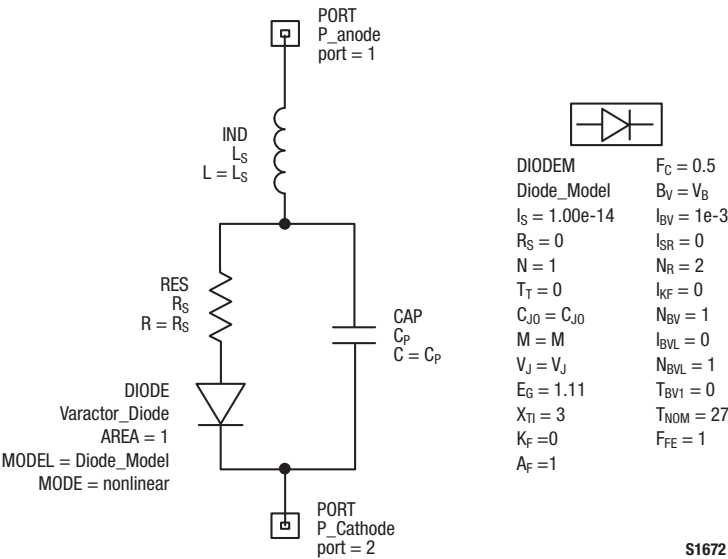 PORT
P_anode
port = 1
IND
LS
L = LS
RES
RS
R = RS
CAP
CP
C = CP
DIODE
Varactor_Diode
AREA = 1
MODEL = Diode_Model
MODE = nonlinear
PORT
P_Cathode
port = 2
DIODEM
Diode_Model
IS = 1.00e-14
RS = 0
N = 1
TT = 0
CJ0 = CJ0
M = M
VJ = VJ
EG = 1.11
XTI = 3
KF =0
AF =1
FC = 0.5
BV = VB
IBV = 1e-3
ISR = 0
NR = 2
IKF = 0
NBV = 1
IBVL = 0
NBVL = 1
TBV1 = 0
TNOM = 27
FFE = 1
S1672